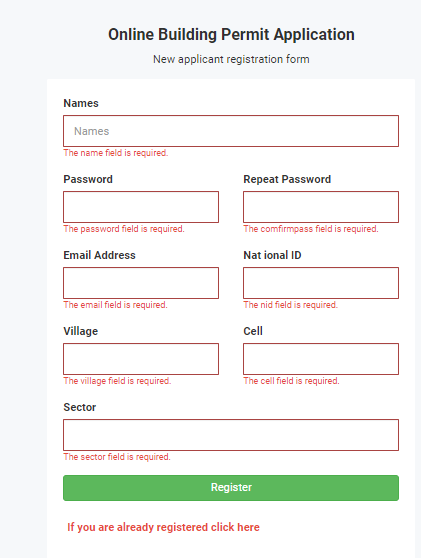 Online Building Permit Application
New applicant registration form
Names
Names
The name field is required.
Password Repeat Password
The password field is required. The comfirmpass field is required.
Email Address Nat ional ID
The email field is required. The nid field is required.
Village Cell
The village field is required. The cell field is required.
Sector
The sector field is required.
Register
If you are already registered click here